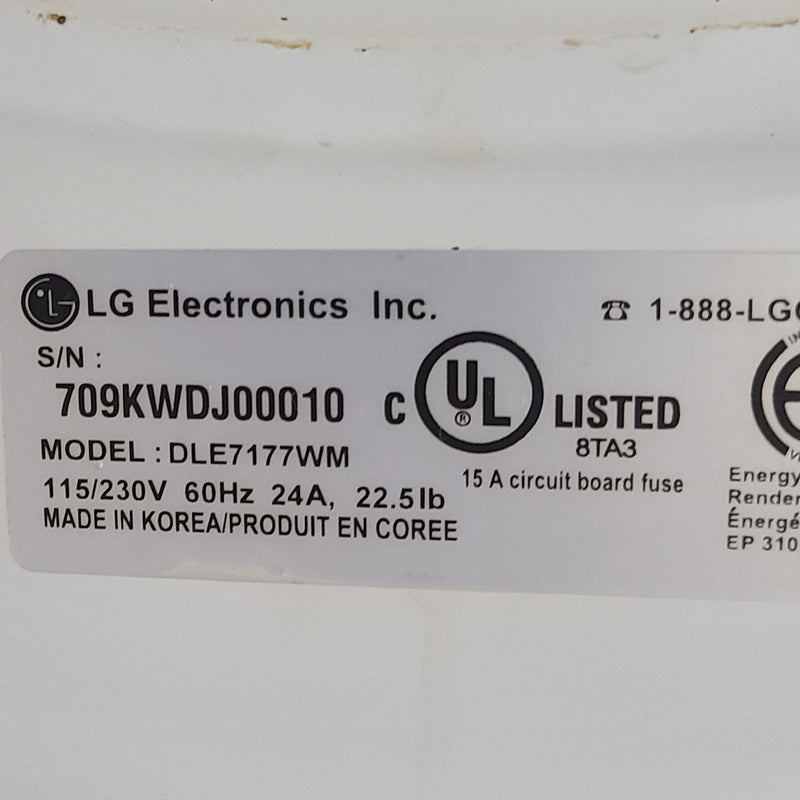 LG LG Electronics Inc.
☎ 1-888-LG
S/N :
709KWDJ00010
C UL ® LISTED
8TA3
MODEL : DLE7177WM
15 A circuit board fuse
115/230V 60Hz 24A, 22.5lb
MADE IN KOREA/PRODUIT EN COREE
Energy
Render
Énergé
EP 310